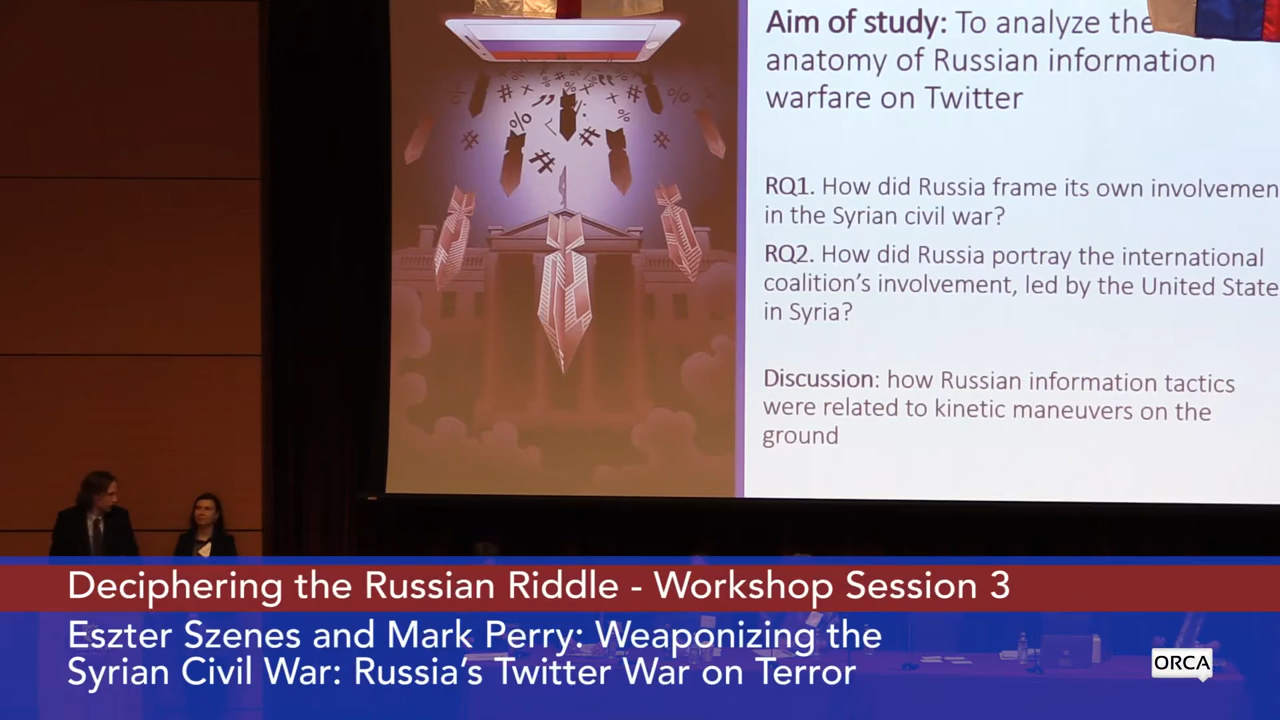 Aim of study: To analyze the
anatomy of Russian information
warfare on Twitter
RQ1. How did Russia frame its own involvemen
in the Syrian civil war?
RQ2. How did Russia portray the international
coalition's involvement, led by the United State
in Syria?
Discussion: how Russian information tactics
were related to kinetic maneuvers on the
ground
Deciphering the Russian Riddle - Workshop Session 3
Eszter Szenes and Mark Perry: Weaponizing the
Syrian Civil War: Russia's Twitter War on Terror
ORCA